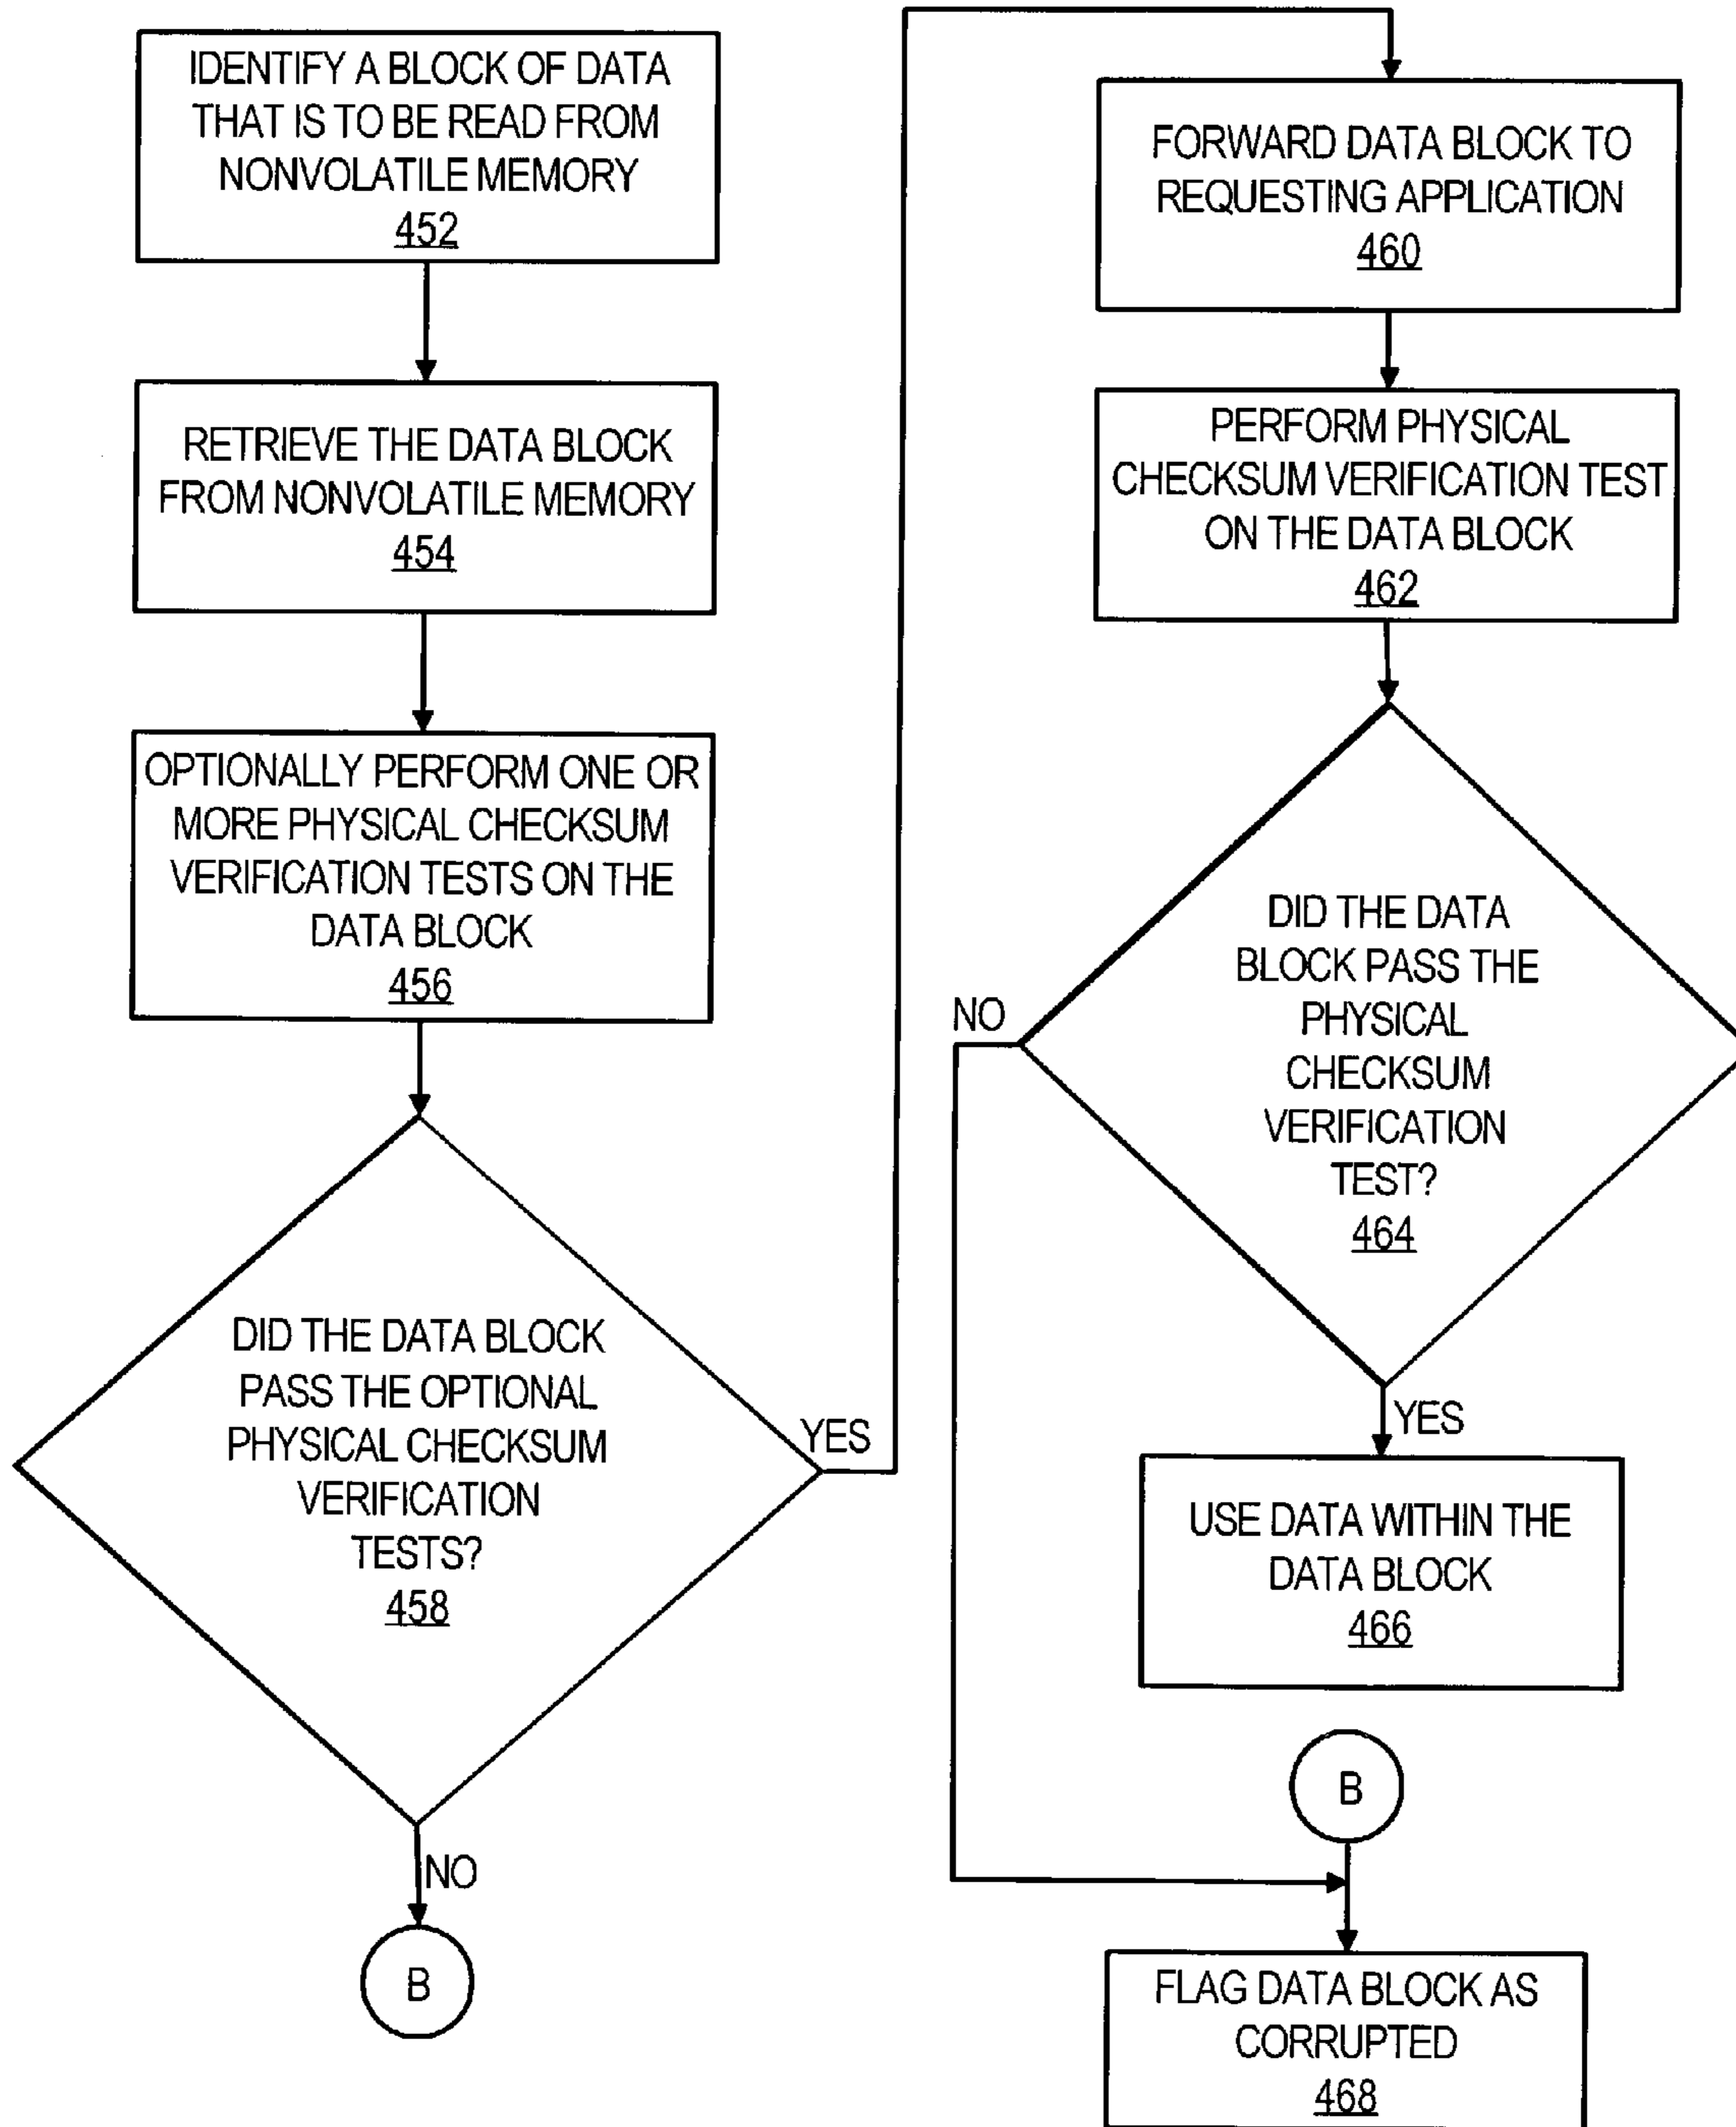 IDENTIFY A BLOCK OF DATA
THAT IS TO BE READ FROM
NONVOLATILE MEMORY
452
RETRIEVE THE DATA BLOCK
FROM NONVOLATILE MEMORY
454
OPTIONALLY PERFORM ONE OR
MORE PHYSICAL CHECKSUM
VERIFICATION TESTS ON THE
DATA BLOCK
456
DID THE DATA BLOCK
PASS THE OPTIONAL
PHYSICAL CHECKSUM
VERIFICATION
TESTS?
458
YES
NO
B
FORWARD DATA BLOCK TO
REQUESTING APPLICATION
460
PERFORM PHYSICAL
CHECKSUM VERIFICATION TEST
ON THE DATA BLOCK
462
DID THE DATA
BLOCK PASS THE
PHYSICAL
CHECKSUM
VERIFICATION
TEST?
464
NO
YES
USE DATA WITHIN THE
DATA BLOCK
466
B
FLAG DATA BLOCK AS
CORRUPTED
468